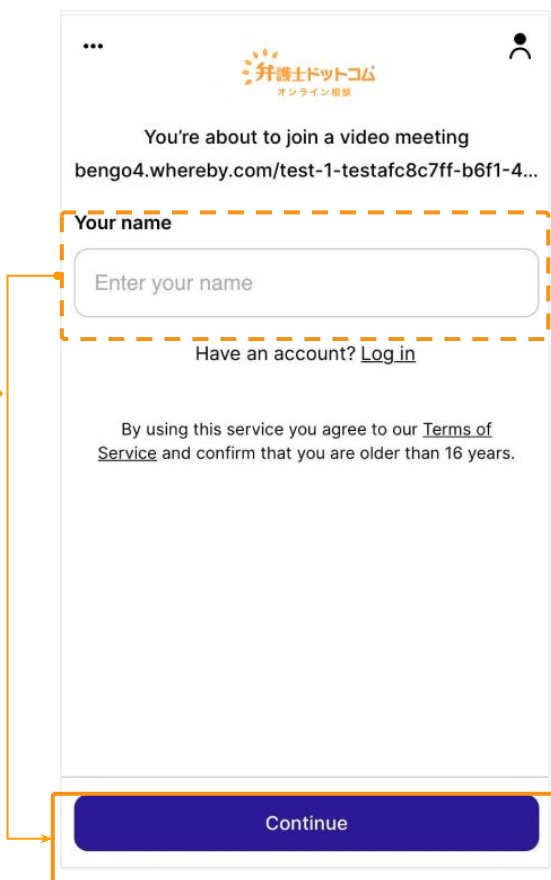 弁護士ドットコム
オンライン相談
You're about to join a video meeting
bengo4.whereby.com/test-1-testafc8c7ff-b6f1-4...
Your name
Enter your name
Have an account? Log in
By using this service you agree to our Terms of
Service and confirm that you are older than 16 years.
Continue